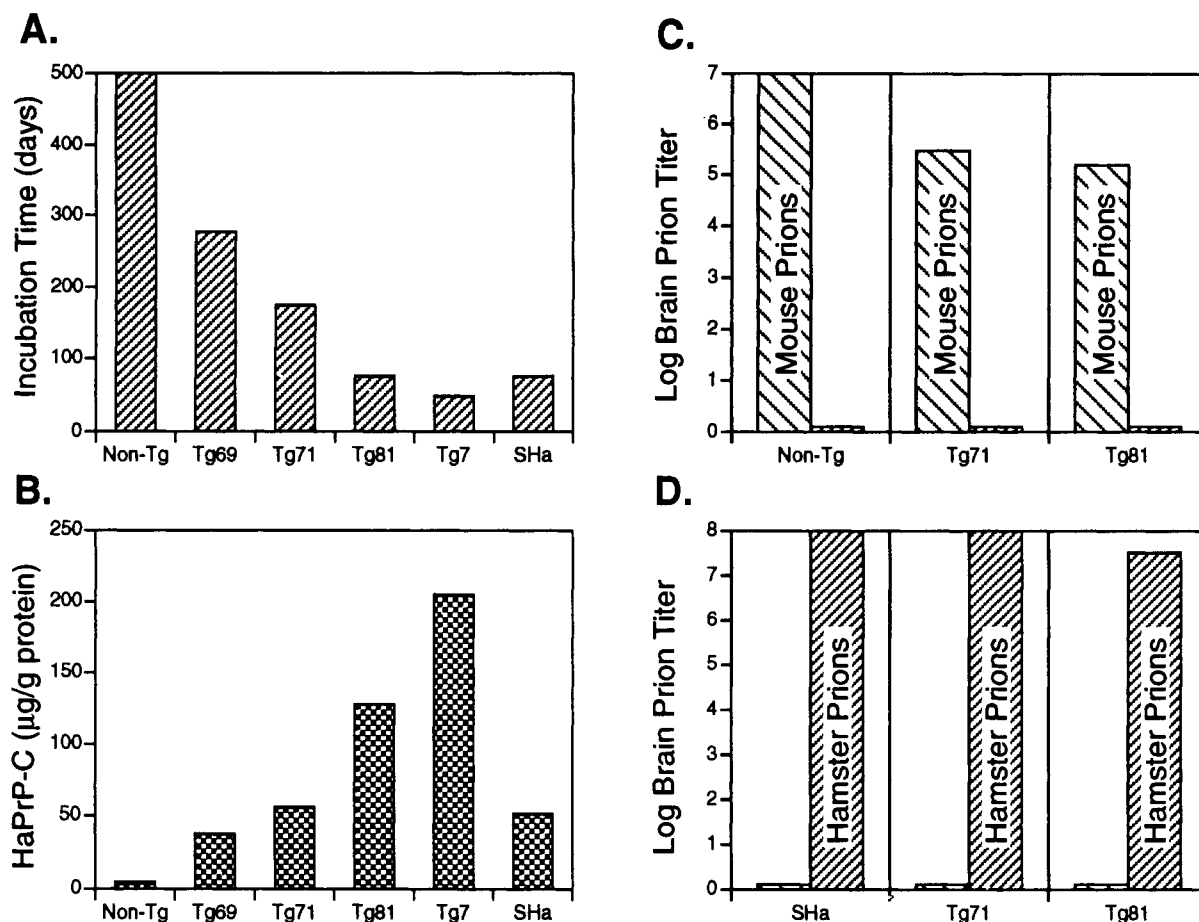 A.
Incubation Time (days)
500
400
300
200
100
0
Non-Tg Tg69 Tg71 Tg81 Tg7 SHa
B.
HaPrP-C (µg/g protein)
250
200
150
100
50
0
Non-Tg Tg69 Tg71 Tg81 Tg7 SHa
C.
Log Brain Prion Titer
7
6
5
4
3
2
1
0
Mouse Prions
Mouse Prions
Mouse Prions
Non-Tg Tg71 Tg81
D.
Log Brain Prion Titer
8
7
6
5
4
3
2
1
0
Hamster Prions
Hamster Prions
Hamster Prions
SHa Tg71 Tg81